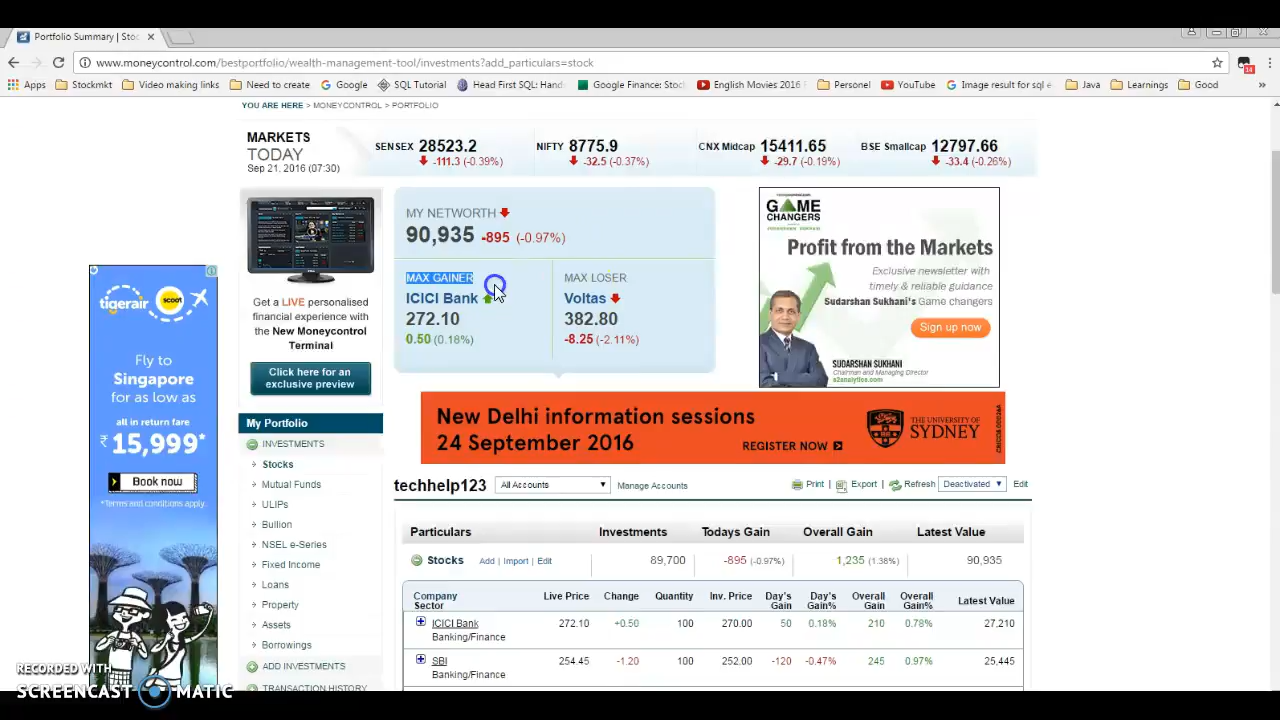 Portfolio Summary | Stoc
www.moneycontrol.com/bestportfolio/wealth-management-tool/investments?add_particulars=stock
Apps Stockmkt Video making links Need to create Google SQL Tutorial Head First SQL: Hand Google Finance: Stock English Movies 2016 Personel YouTube Image result for sql e Java Learnings Good »
YOU ARE HERE > MONEYCONTROL > PORTFOLIO
MARKETS
TODAY
Sep 21, 2016 (07:30)
SENSEX 28523.2
-111.3 (-0.39%)
NIFTY 8775.9
-32.5 (-0.37%)
CNX Midcap 15411.65
-29.7 (-0.19%)
BSE Smallcap 12797.66
-33.4 (-0.26%)
Get a LIVE personalised
financial experience with
the New Moneycontrol
Terminal
Click here for an
exclusive preview
MY NETWORTH
90,935 -895 (-0.97%)
MAX GAINER
ICICI Bank
272.10
0.50 (0.18%)
MAX LOSER
Voltas
382.80
-8.25 (-2.11%)
GAME
CHANGERS
Profit from the Markets
Exclusive newsletter with
timely & reliable guidance
Sudarshan Sukhani's Game changers
Sign up now
SUDARSHAN SUKHANI
Chairman and Managing Director
s2analytics.com
tigerair scoot
Fly to
Singapore
for as low as
all in return fare
₹15,999*
Book now
*Terms and conditions apply.
New Delhi information sessions
24 September 2016
REGISTER NOW
THE UNIVERSITY OF
SYDNEY
My Portfolio
INVESTMENTS
Stocks
Mutual Funds
ULIPs
Bullion
NSEL e-Series
Fixed Income
Loans
Property
Assets
Borrowings
ADD INVESTMENTS
TRANSACTION HISTORY
techhelp123 All Accounts Manage Accounts Print | Export | Refresh Deactivated Edit
Particulars Investments Todays Gain Overall Gain Latest Value
Stocks Add | Import | Edit 89,700 -895 (-0.97%) 1,235 (1.38%) 90,935
Company Sector Live Price Change Quantity Inv. Price Day's Gain Day's Gain% Overall Gain Overall Gain% Latest Value
ICICI Bank 272.10 +0.50 100 270.00 50 0.18% 210 0.78% 27,210
Banking/Finance
SBI 254.45 -1.20 100 252.00 -120 -0.47% 245 0.97% 25,445
Banking/Finance
RECORDED WITH
SCREENCAST MATIC